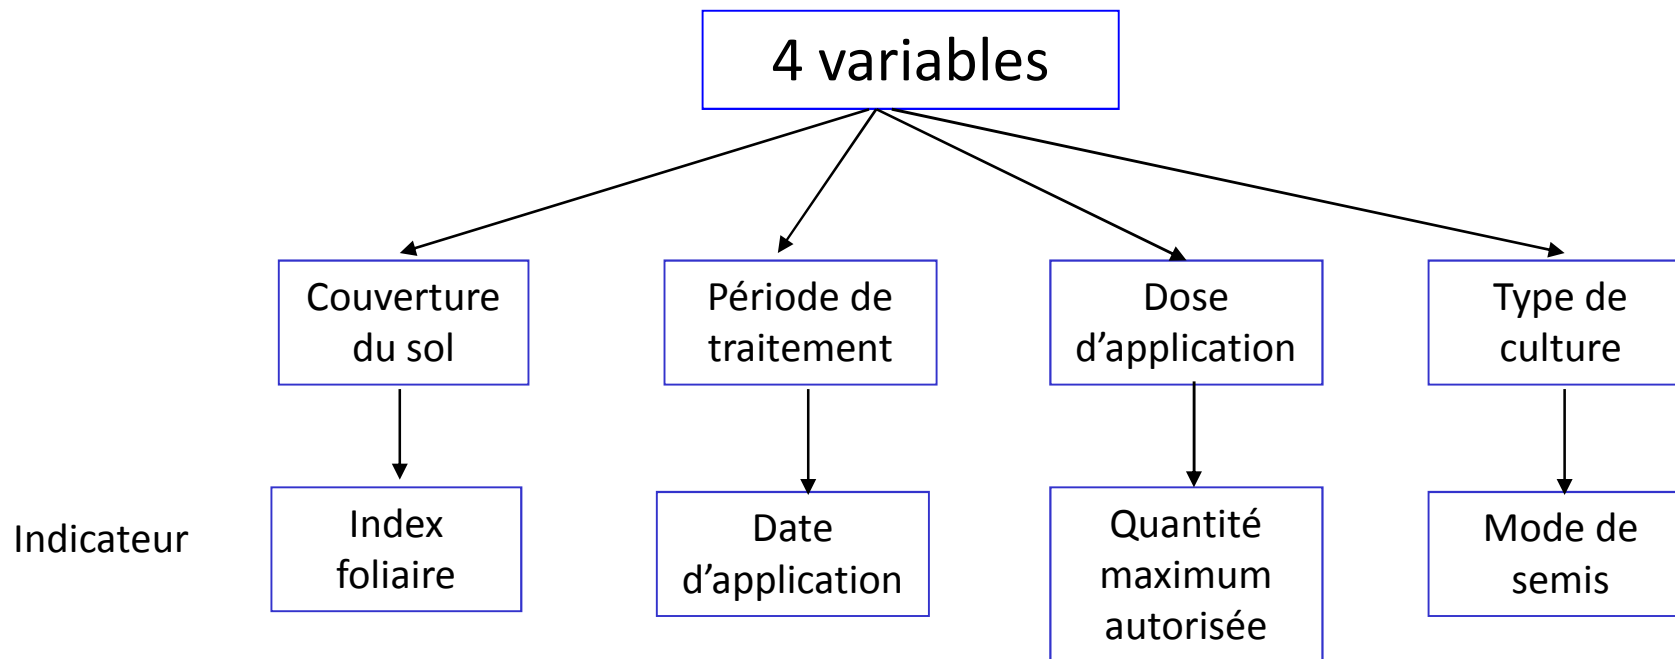 4 variables
Couverture
du sol
Période de
traitement
Dose
d’application
Type de
culture
Indicateur
Index
foliaire
Date
d’application
Quantité
maximum
autorisée
Mode de
semis